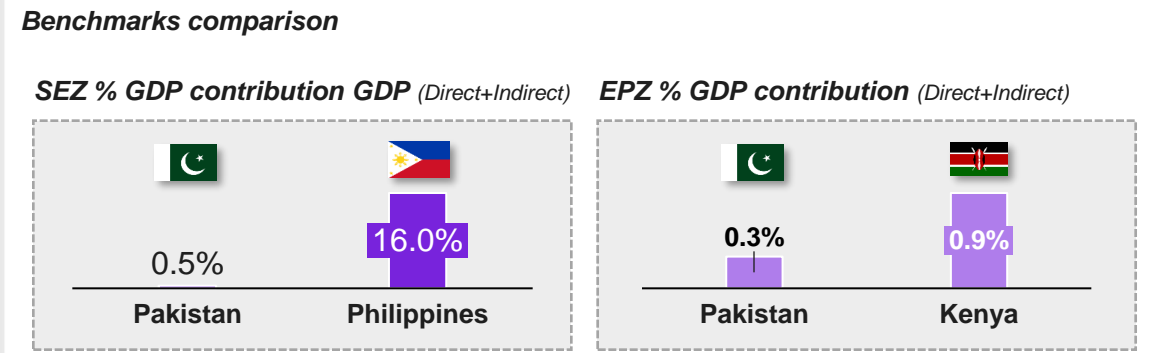 Benchmarks comparison
SEZ % GDP contribution GDP (Direct+Indirect)
0.5%
16.0%
Pakistan
Philippines
EPZ % GDP contribution (Direct+Indirect)
0.3%
0.9%
Pakistan
Kenya